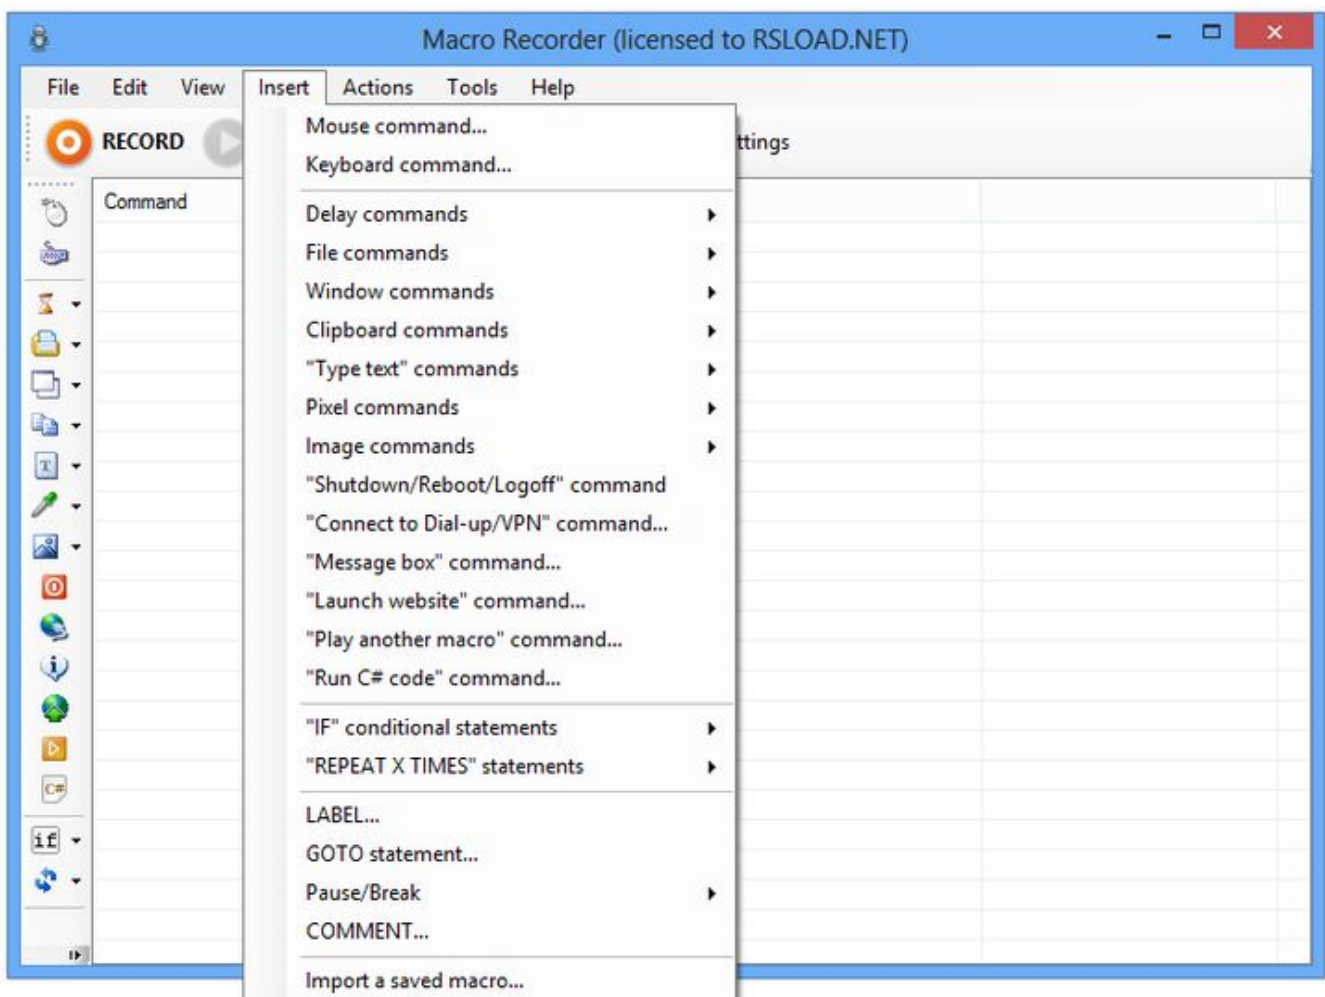 Macro Recorder (licensed to RSLOAD.NET)
File Edit View Insert Actions Tools Help
RECORD
ttings
Command
Mouse command...
Keyboard command...
Delay commands
File commands
Window commands
Clipboard commands
"Type text" commands
Pixel commands
Image commands
"Shutdown/Reboot/Logoff" command
"Connect to Dial-up/VPN" command...
"Message box" command...
"Launch website" command...
"Play another macro" command...
"Run C# code" command...
"IF" conditional statements
"REPEAT X TIMES" statements
LABEL...
GOTO statement...
Pause/Break
COMMENT...
Import a saved macro...
T
C#
if